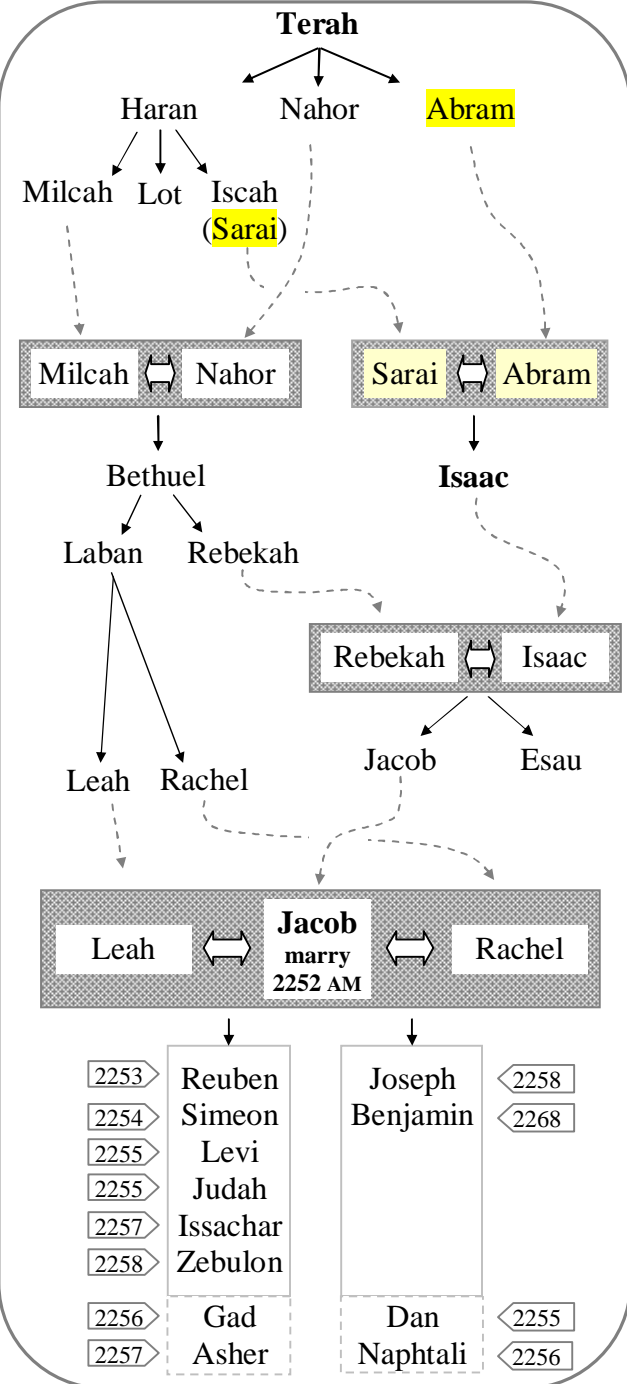 Terah
Haran Nahor Abram
Milcah Lot Iscah
(Sarai)
Milcah Nahor Sarai Abram
Bethuel Isaac
Laban Rebekah
Rebekah Isaac
Jacob Esau
Leah Rachel
Jacob
Leah marry Rachel
2252 AM
2253 Reuben Joseph 2258
2254 Simeon Benjamin 2268
2255 Levi
2255 Judah
2257 Issachar
2258 Zebulon
2256 Gad Dan 2255
2257 Asher Naphtali 2256